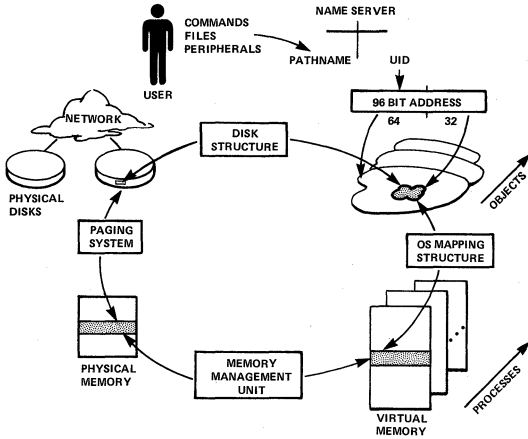 NAME SERVER
COMMANDS
FILES
PERIPHERALS
PATHNAME
UID
USER
96 BIT ADDRESS
64
32
NETWORK
DISK
STRUCTURE
PHYSICAL
DISKS
OBJECTS
PAGING
SYSTEM
OS MAPPING
STRUCTURE
PHYSICAL
MEMORY
MEMORY
MANAGEMENT
UNIT
VIRTUAL
MEMORY
PROCESSES